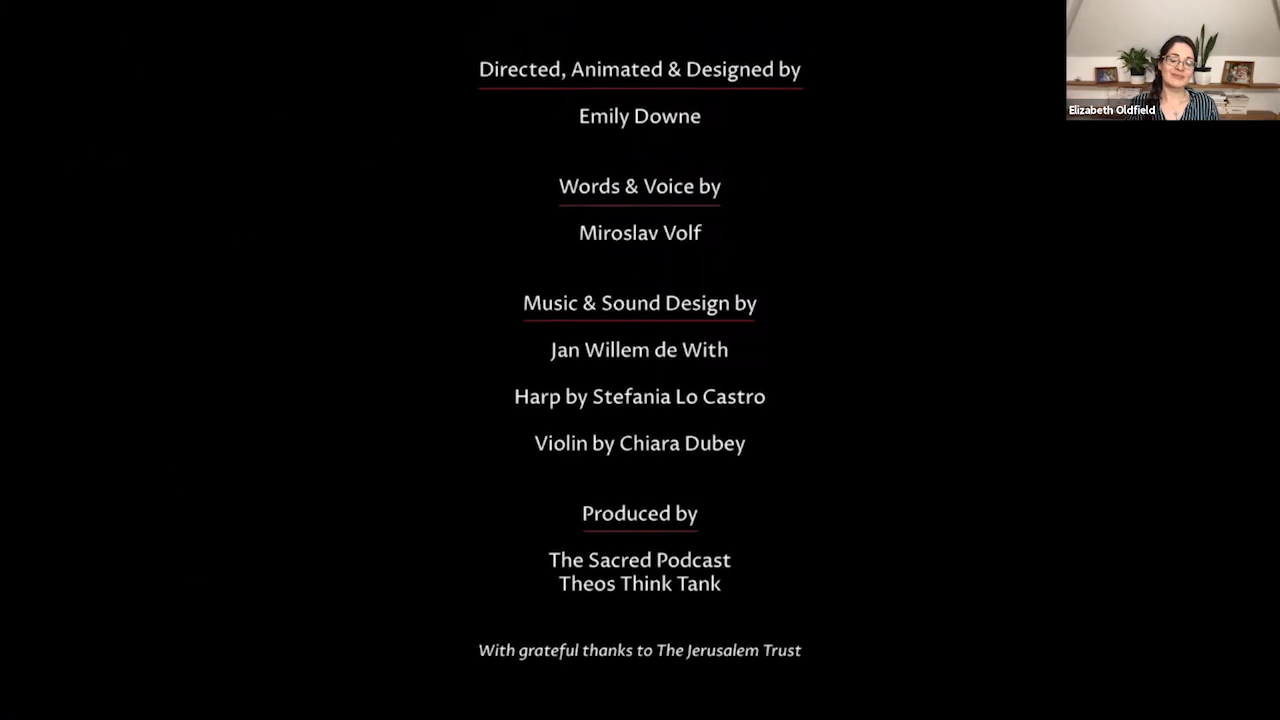 Directed, Animated & Designed by
Emily Downe
Words & Voice by
Miroslav Volf
Music & Sound Design by
Jan Willem de With
Harp by Stefania Lo Castro
Violin by Chiara Dubey
Produced by
The Sacred Podcast
Theos Think Tank
With grateful thanks to The Jerusalem Trust
Elizabeth Oldfield